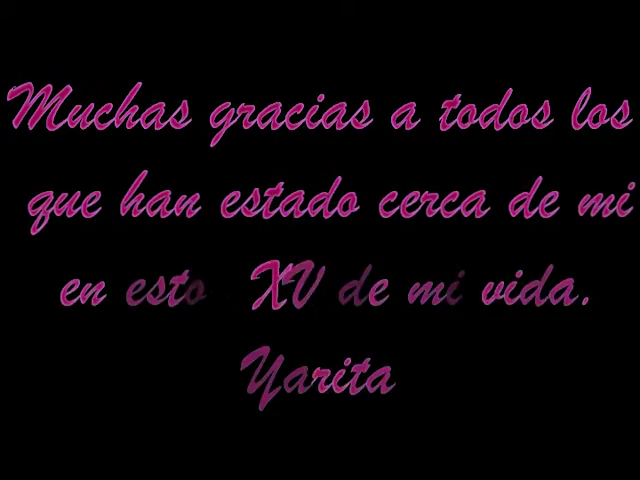 Muchas gracias a todos los
que han estado cerca de mi
en esto XV de mi vida.
Yarita